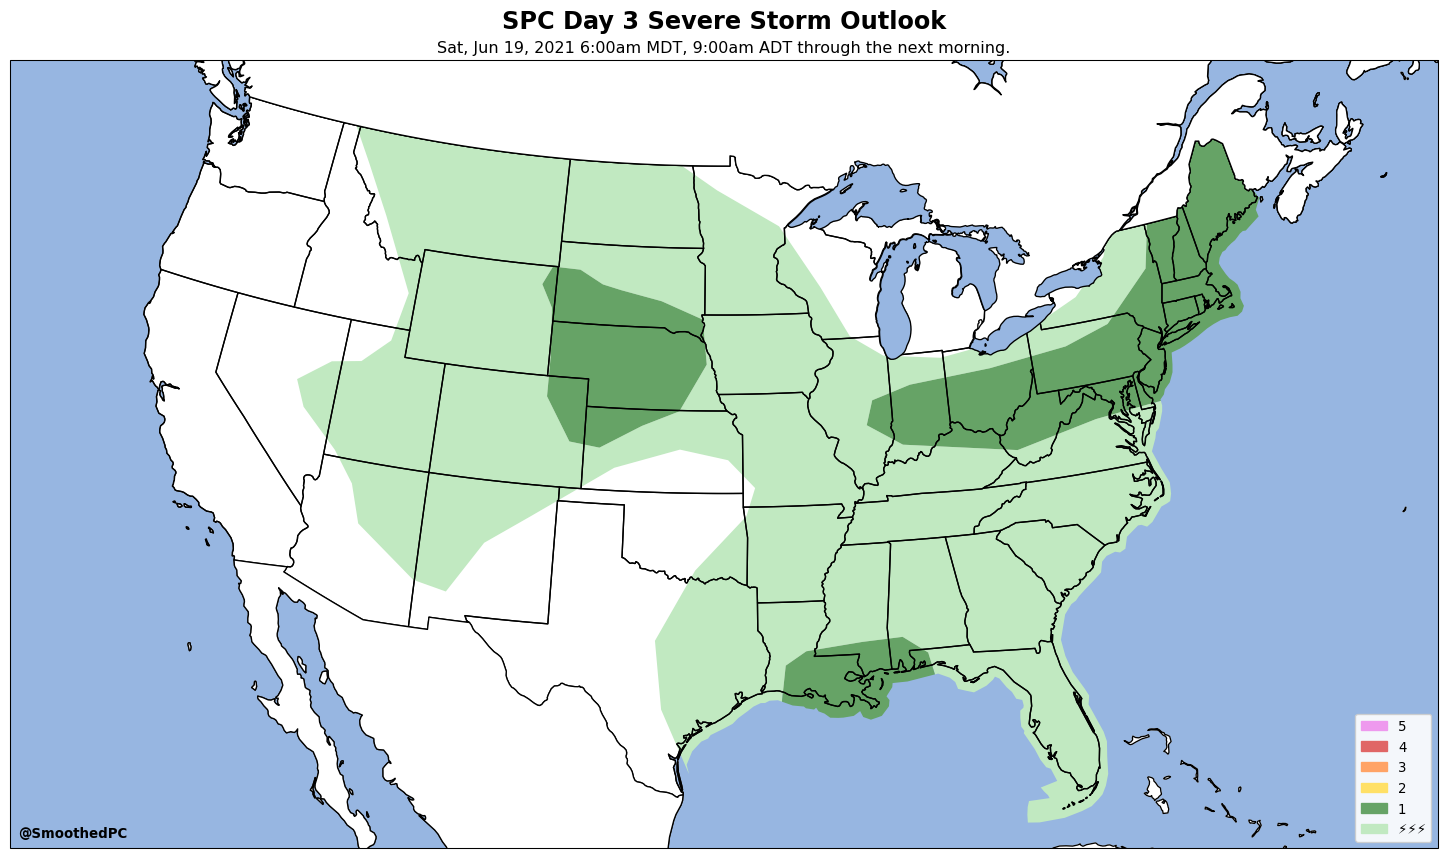 SPC Day 3 Severe Storm Outlook
Sat, Jun 19, 2021 6:00am MDT, 9:00am ADT through the next morning.
5
4
3
2
1
⚡⚡⚡
@SmoothedPC